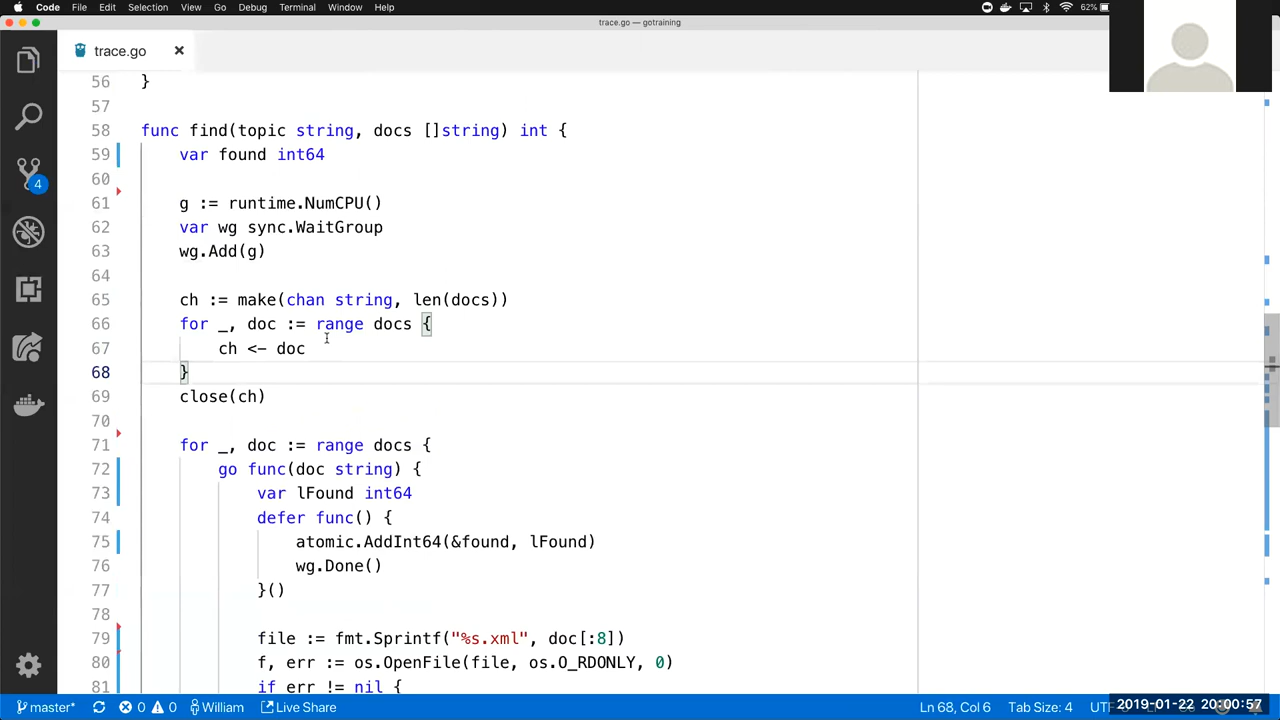 Code File Edit Selection View Go Debug Terminal Window Help 62%
trace.go — gotraining
trace.go
56 }
57
58 func find(topic string, docs []string) int {
59 var found int64
60
61 g := runtime.NumCPU()
62 var wg sync.WaitGroup
63 wg.Add(g)
64
65 ch := make(chan string, len(docs))
66 for _, doc := range docs {
67 ch <- doc
68 }
69 close(ch)
70
71 for _, doc := range docs {
72 go func(doc string) {
73 var lFound int64
74 defer func() {
75 atomic.AddInt64(&found, lFound)
76 wg.Done()
77 }()
78
79 file := fmt.Sprintf("%s.xml", doc[:8])
80 f, err := os.OpenFile(file, os.O_RDONLY, 0)
81 if err != nil {
4
master* 0 0 William Live Share Ln 68, Col 6 Tab Size: 4 2019-01-22 20:00:57